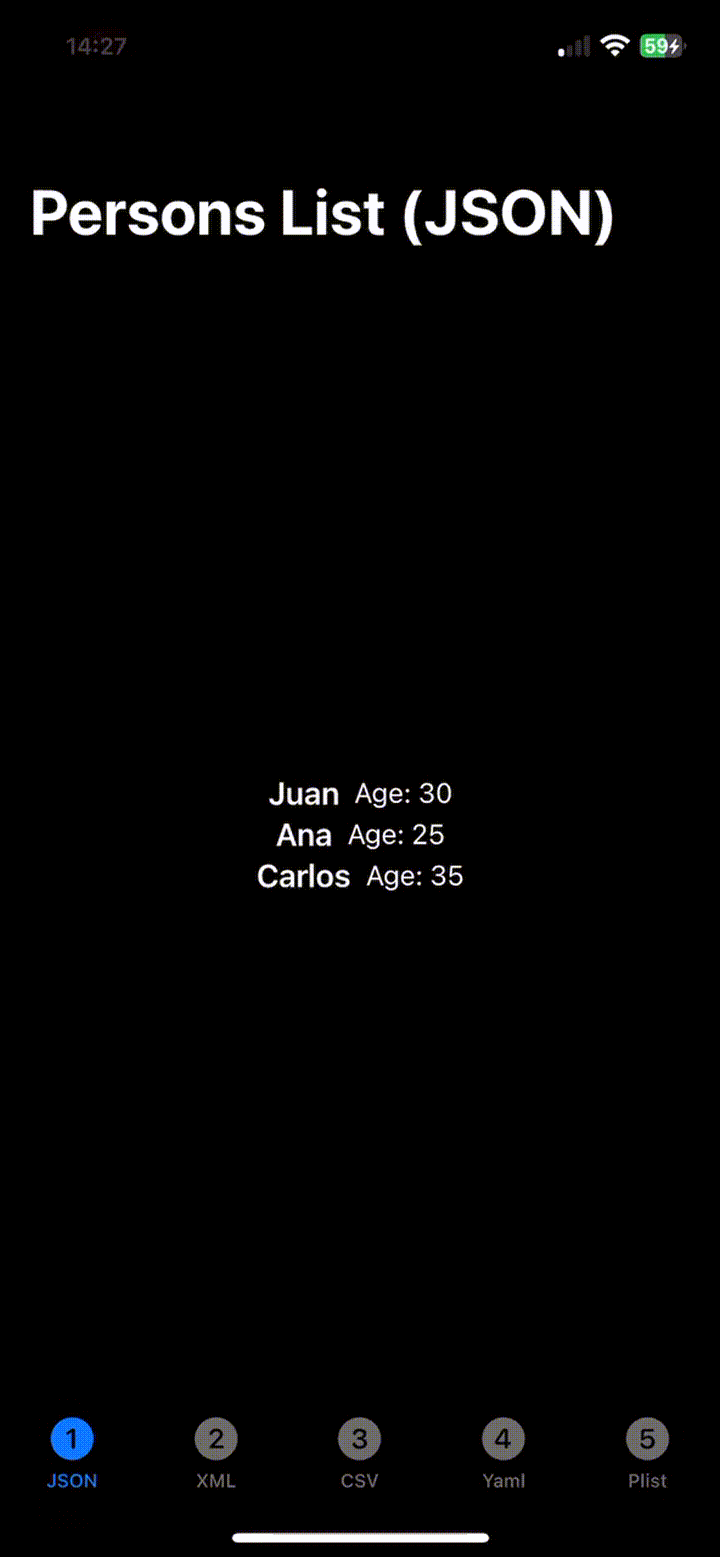 14:27
59
Persons List (JSON)
Juan Age: 30
Ana Age: 25
Carlos Age: 35
1 2 3 4 5
JSON XML CSV Yaml Plist